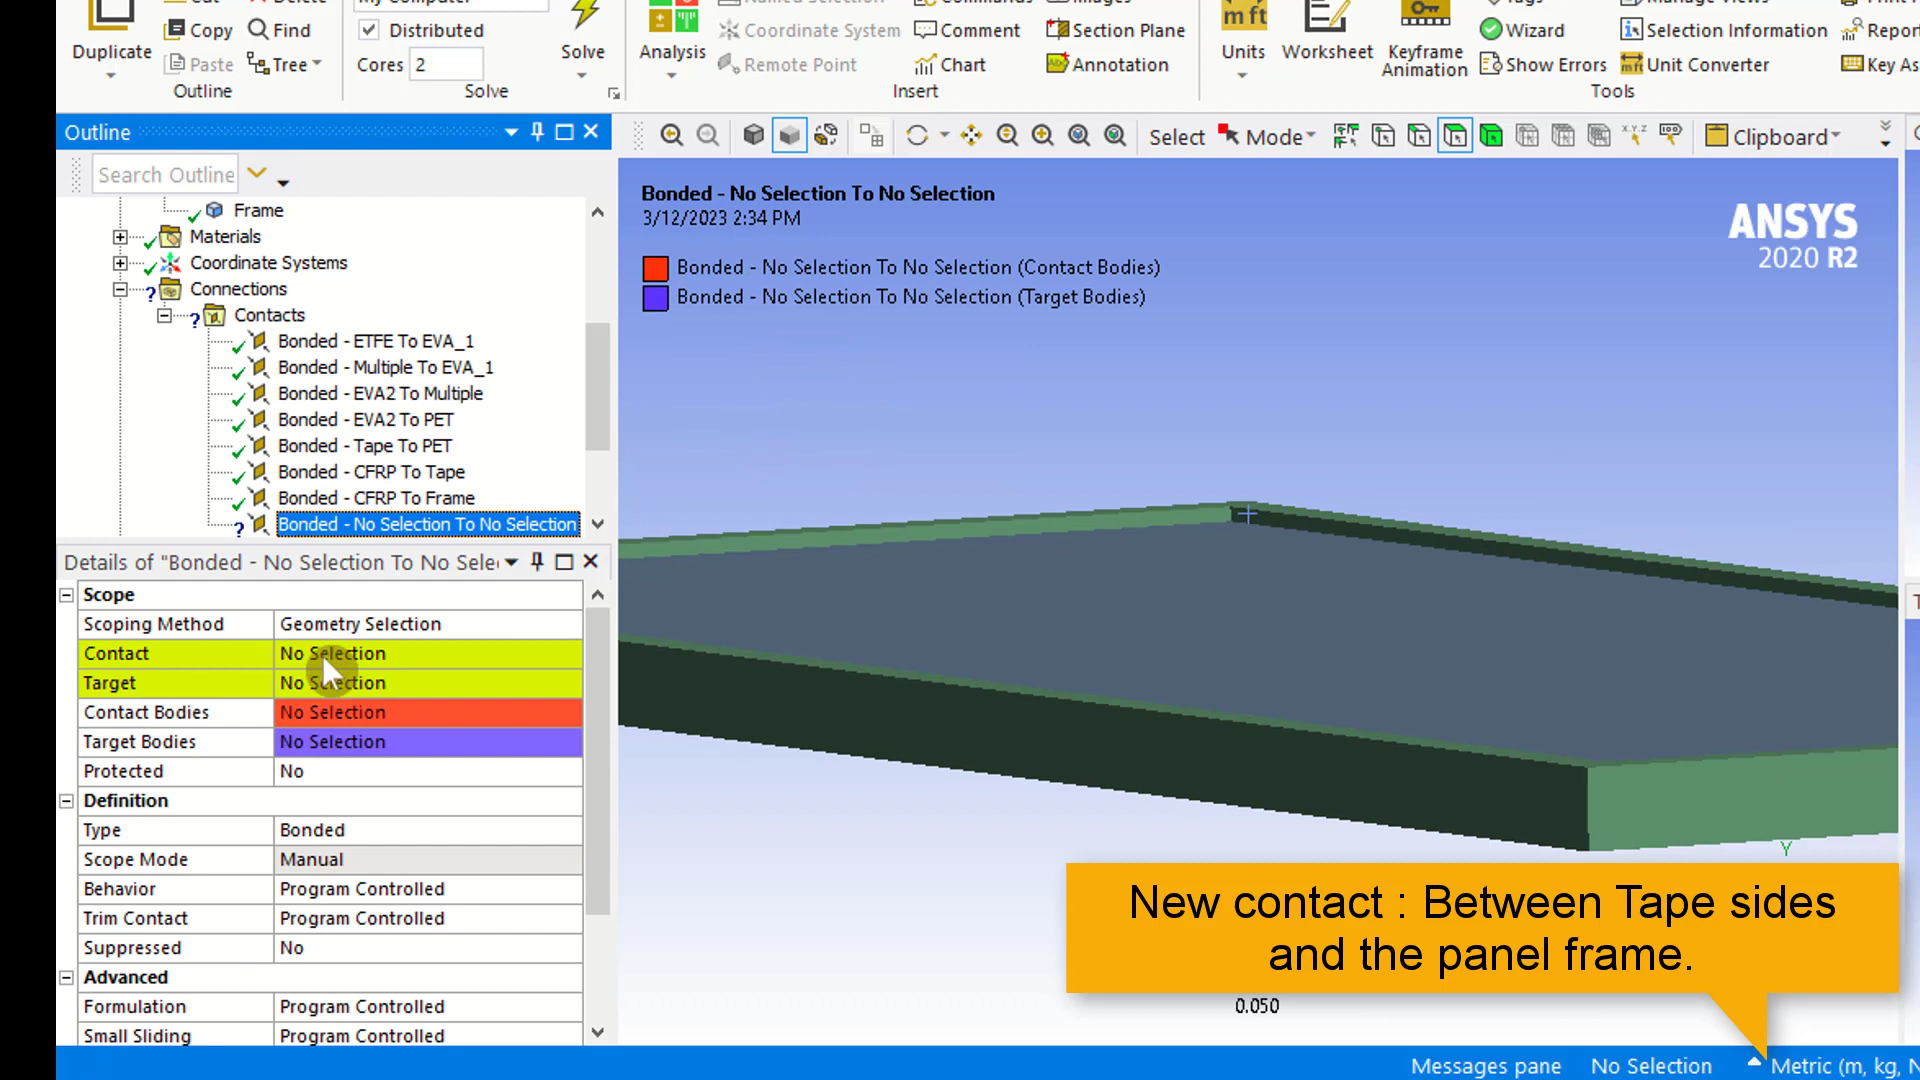 Duplicate
Copy
Paste
Find
Tree
Outline
My Computer
Distributed
Cores 2
Solve
Solve
Analysis
Named Selection
Coordinate System
Remote Point
Commands
Comment
Chart
Images
Section Plane
Annotation
Insert
Units
Worksheet
Keyframe
Animation
Tags
Wizard
Show Errors
Manage Views
Selection Information
Unit Converter
Key As
Tools
Outline
Search Outline
Select
Mode
Clipboard
Frame
Materials
Coordinate Systems
Connections
Contacts
Bonded - ETFE To EVA_1
Bonded - Multiple To EVA_1
Bonded - EVA2 To Multiple
Bonded - EVA2 To PET
Bonded - Tape To PET
Bonded - CFRP To Tape
Bonded - CFRP To Frame
Bonded - No Selection To No Selection
Details of "Bonded - No Selection To No Sele
Scope
Scoping Method Geometry Selection
Contact No Selection
Target No Selection
Contact Bodies No Selection
Target Bodies No Selection
Protected No
Definition
Type Bonded
Scope Mode Manual
Behavior Program Controlled
Trim Contact Program Controlled
Suppressed No
Advanced
Formulation Program Controlled
Small Sliding Program Controlled
Bonded - No Selection To No Selection
3/12/2023 2:34 PM
Bonded - No Selection To No Selection (Contact Bodies)
Bonded - No Selection To No Selection (Target Bodies)
ANSYS
2020 R2
Y
New contact : Between Tape sides
and the panel frame.
0.050
Messages pane
No Selection
Metric (m, kg, N